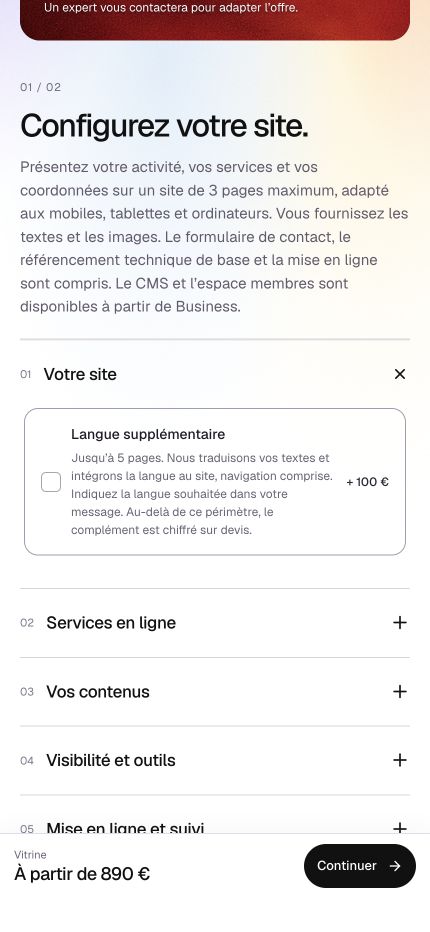 Un expert vous contactera pour adapter l’offre.
01 / 02
Configurez votre site.
Présentez votre activité, vos services et vos
coordonnées sur un site de 3 pages maximum, adapté
aux mobiles, tablettes et ordinateurs. Vous fournissez les
textes et les images. Le formulaire de contact, le
référencement technique de base et la mise en ligne
sont compris. Le CMS et l’espace membres sont
disponibles à partir de Business.
01 Votre site
Langue supplémentaire
Jusqu’à 5 pages. Nous traduisons vos textes et
intégrons la langue au site, navigation comprise.
Indiquez la langue souhaitée dans votre
message. Au-delà de ce périmètre, le
complément est chiffré sur devis.
+ 100 €
02 Services en ligne
03 Vos contenus
04 Visibilité et outils
05 Mise en ligne et suivi
Vitrine
À partir de 890 €
Continuer